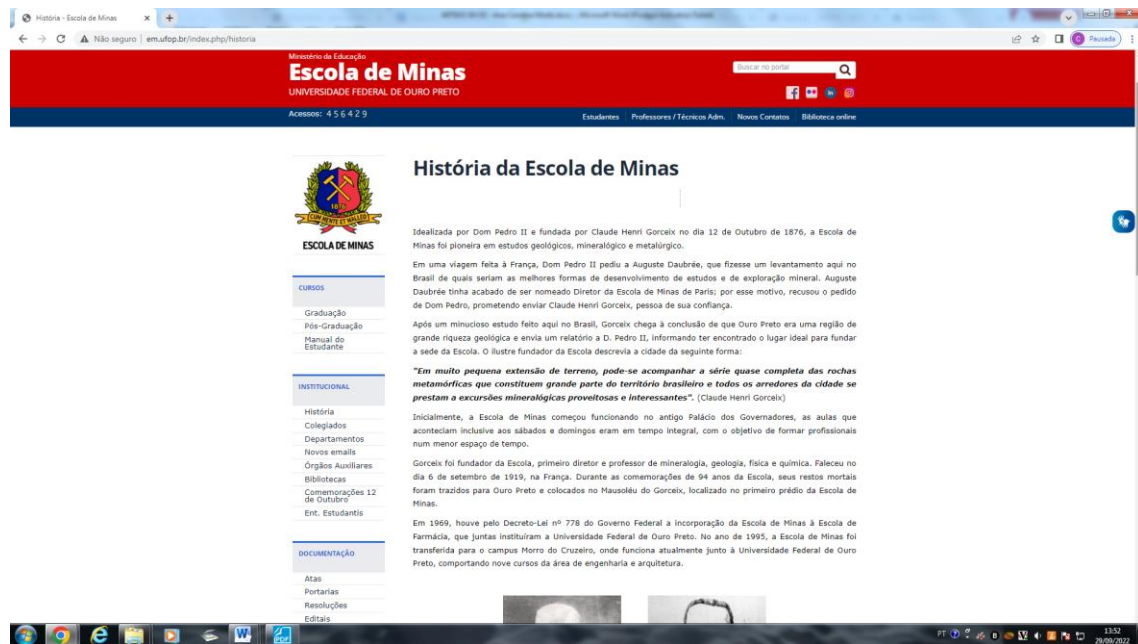 História - Escola de Minas
Não seguro | em.ufop.br/index.php/historia
Pausada
Ministério da Educação
Escola de Minas
UNIVERSIDADE FEDERAL DE OURO PRETO
Buscar no portal
Acessos: 4 5 6 4 2 9
Estudantes
Professores / Técnicos Adm.
Novos Contatos
Biblioteca online
1876
CUM MENTE ET MALLEO
ESCOLA DE MINAS
CURSOS
Graduação
Pós-Graduação
Manual do
Estudante
INSTITUCIONAL
História
Colegiados
Departamentos
Novos emails
Órgãos Auxiliares
Bibliotecas
Comemorações 12
de Outubro
Ent. Estudantis
DOCUMENTAÇÃO
Atas
Portarias
Resoluções
Editais
História da Escola de Minas
Idealizada por Dom Pedro II e fundada por Claude Henri Gorceix no dia 12 de Outubro de 1876, a Escola de
Minas foi pioneira em estudos geológicos, mineralógico e metalúrgico.
Em uma viagem feita à França, Dom Pedro II pediu a Auguste Daubrée, que fizesse um levantamento aqui no
Brasil de quais seriam as melhores formas de desenvolvimento de estudos e de exploração mineral. Auguste
Daubrée tinha acabado de ser nomeado Diretor da Escola de Minas de Paris; por esse motivo, recusou o pedido
de Dom Pedro, prometendo enviar Claude Henri Gorceix, pessoa de sua confiança.
Após um minucioso estudo feito aqui no Brasil, Gorceix chega à conclusão de que Ouro Preto era uma região de
grande riqueza geológica e envia um relatório a D. Pedro II, informando ter encontrado o lugar ideal para fundar
a sede da Escola. O ilustre fundador da Escola descrevia a cidade da seguinte forma:
"Em muito pequena extensão de terreno, pode-se acompanhar a série quase completa das rochas
metamórficas que constituem grande parte do território brasileiro e todos os arredores da cidade se
prestam a excursões mineralógicas proveitosas e interessantes". (Claude Henri Gorceix)
Inicialmente, a Escola de Minas começou funcionando no antigo Palácio dos Governadores, as aulas que
aconteciam inclusive aos sábados e domingos eram em tempo integral, com o objetivo de formar profissionais
num menor espaço de tempo.
Gorceix foi fundador da Escola, primeiro diretor e professor de mineralogia, geologia, física e química. Faleceu no
dia 6 de setembro de 1919, na França. Durante as comemorações de 94 anos da Escola, seus restos mortais
foram trazidos para Ouro Preto e colocados no Mausoléu do Gorceix, localizado no primeiro prédio da Escola de
Minas.
Em 1969, houve pelo Decreto-Lei nº 778 do Governo Federal a incorporação da Escola de Minas à Escola de
Farmácia, que juntas instituíram a Universidade Federal de Ouro Preto. No ano de 1995, a Escola de Minas foi
transferida para o campus Morro do Cruzeiro, onde funciona atualmente junto à Universidade Federal de Ouro
Preto, comportando nove cursos da área de engenharia e arquitetura.
PT
13:52
29/09/2022